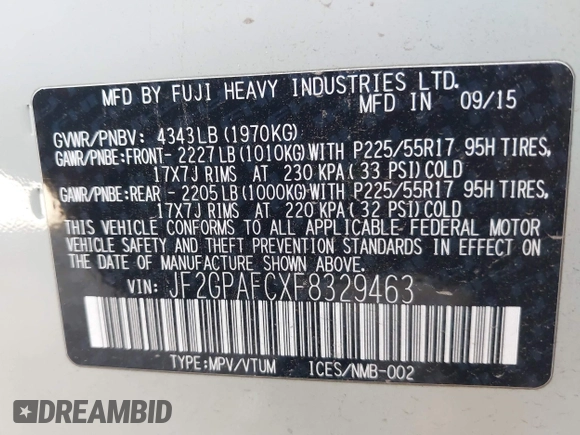 MFD BY FUJI HEAVY INDUSTRIES LTD.
MFD IN 09/15
GVWR/PNBV: 4343LB (1970KG)
GAWR/PNBE:FRONT- 2227LB (1010KG)WITH P225/55R17 95H TIRES,
17X7J RIMS AT 230 KPA (33 PSI) COLD
GAWR/PNBE:REAR - 2205LB (1000KG)WITH P225/55R17 95H TIRES,
17X7J RIMS AT 220 KPA(32 PSI)COLD
THIS VEHICLE CONFORMS TO ALL APPLICABLE FEDERAL MOTOR
VEHICLE SAFETY AND THEFT PREVENTION STANDARDS IN EFFECT ON
THE DATE OF MANUFACTURE SHOWN ABOVE.
VIN: JF2GPAFCXF8329463
TYPE:MPV/VTUM ICES/NMB-002
DREAMBID
dreambid.com